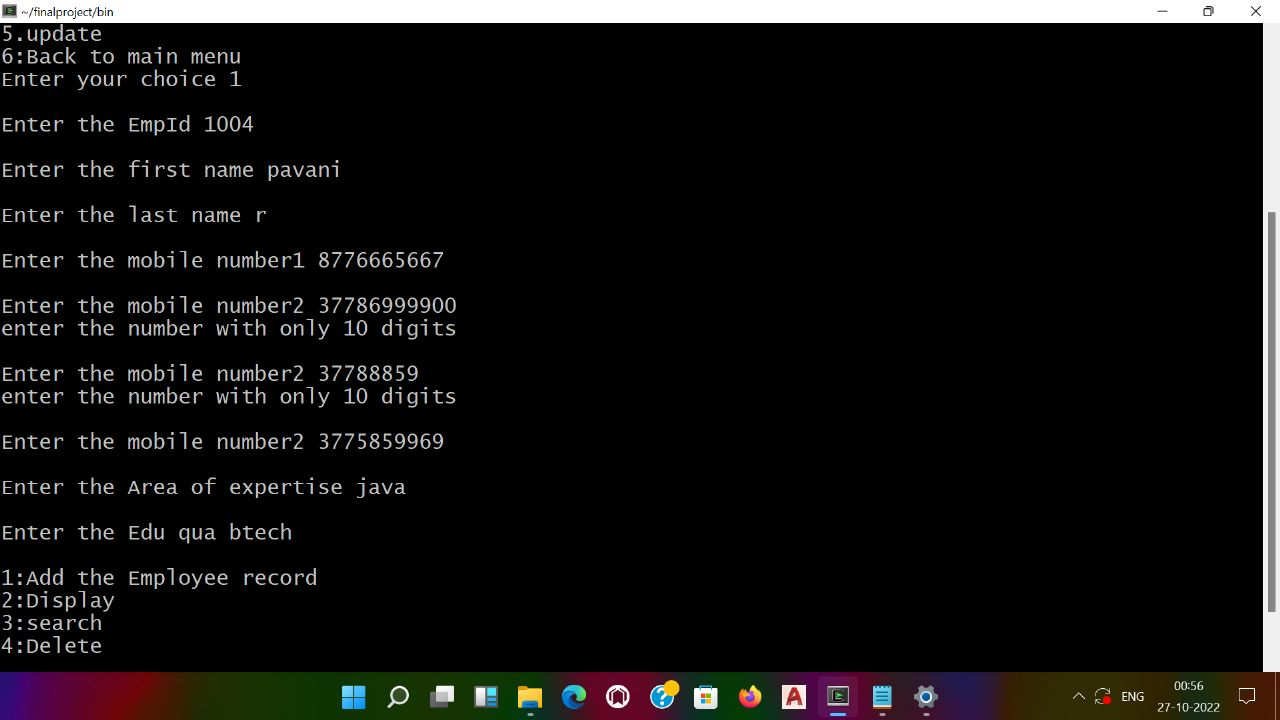 ~/finalproject/bin
5.update
6:Back to main menu
Enter your choice 1
Enter the EmpId 1004
Enter the first name pavani
Enter the last name r
Enter the mobile number1 8776665667
Enter the mobile number2 37786999900
enter the number with only 10 digits
Enter the mobile number2 37788859
enter the number with only 10 digits
Enter the mobile number2 3775859969
Enter the Area of expertise java
Enter the Edu qua btech
1:Add the Employee record
2:Display
3:search
4:Delete
ENG
00:56
27-10-2022